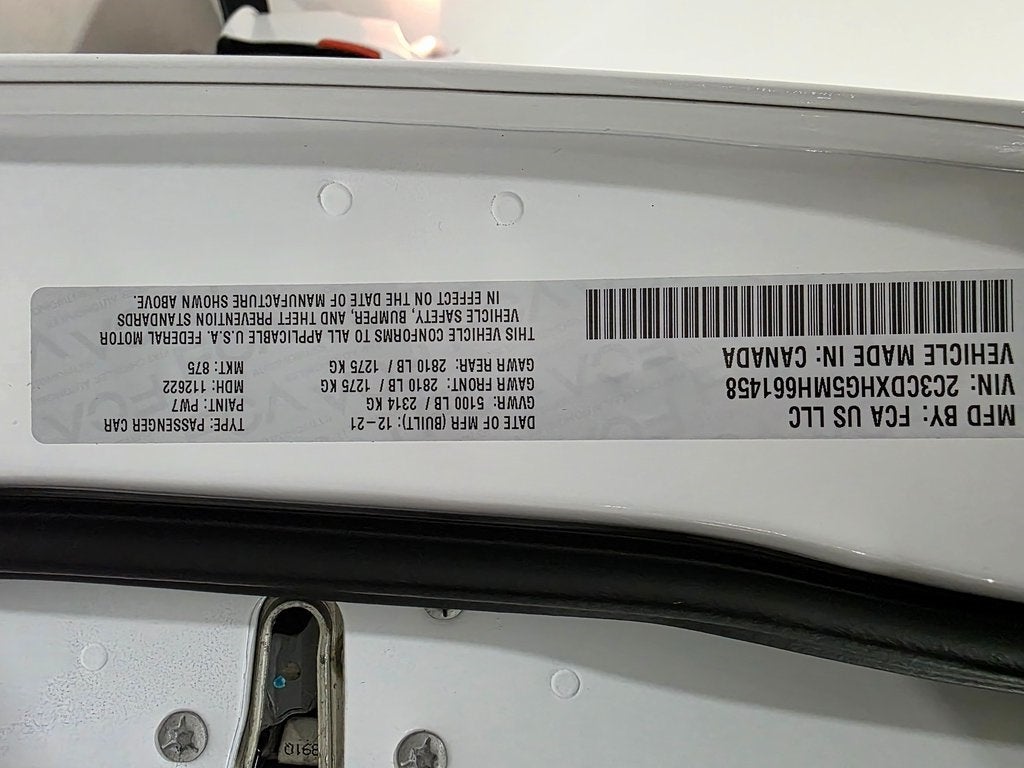 MFD BY: FCA US LLC
VIN: 2C3CDXHG5MH661458
VEHICLE MADE IN: CANADA
DATE OF MFR (BUILT): 12-21
GVWR: 5100 LB / 2314 KG
GAWR FRONT: 2810 LB / 1275 KG
GAWR REAR: 2810 LB / 1275 KG
TYPE: PASSENGER CAR
PAINT: PW7
MDH: 112622
MKT: 875
THIS VEHICLE CONFORMS TO ALL APPLICABLE U.S.A. FEDERAL MOTOR
VEHICLE SAFETY, BUMPER, AND THEFT PREVENTION STANDARDS
IN EFFECT ON THE DATE OF MANUFACTURE SHOWN ABOVE.